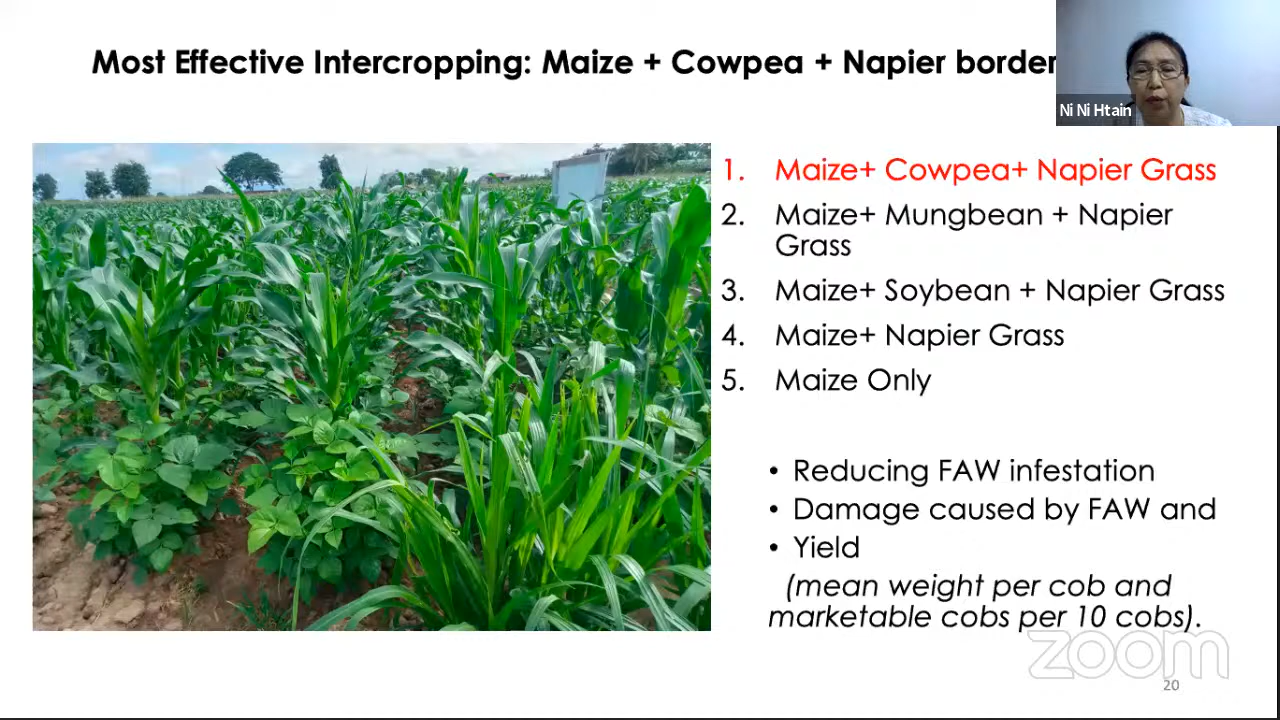 Most Effective Intercropping: Maize + Cowpea + Napier border
Ni Ni Htain
1. Maize+ Cowpea+ Napier Grass
2. Maize+ Mungbean + Napier
Grass
3. Maize+ Soybean + Napier Grass
4. Maize+ Napier Grass
5. Maize Only
• Reducing FAW infestation
• Damage caused by FAW and
• Yield
(mean weight per cob and
marketable cobs per 10 cobs).
zoom
20